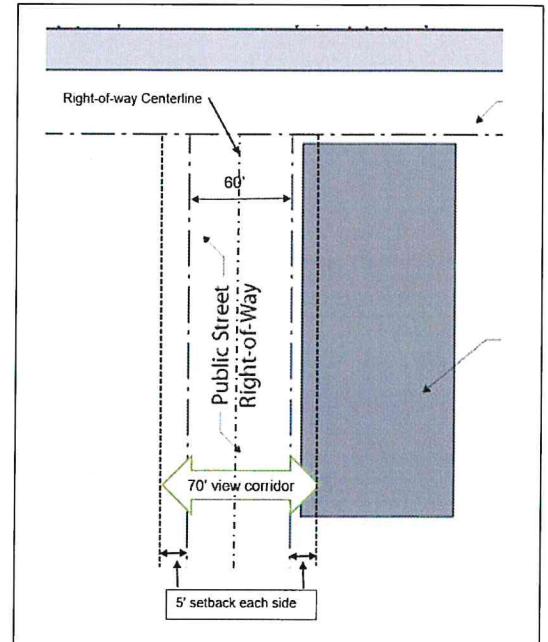 Right-of-way Centerline
60'
Public Street
Right-of-Way
70' view corridor
5' setback each side